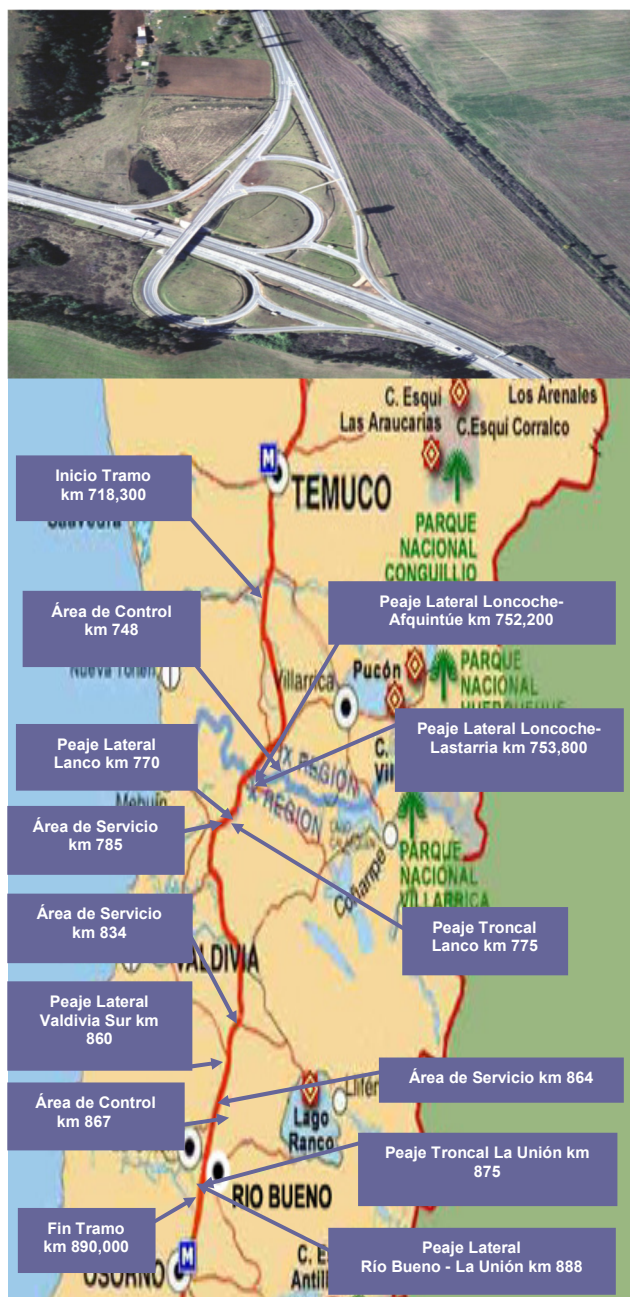 C. Esquí
Los Arenales
Las Araucarias
C.Esqui Corralco
M
TEMUCO
Inicio Tramo
km 718,300
PARQUE
NACIONAL
CONGUILLIO
Área de Control
km 748
Peaje Lateral Loncoche-
Afquintúe km 752,200
Villarrica
Pucón
PARQUE
NACIONAL
Peaje Lateral
Lanco km 770
IX REGION
X REGION
Peaje Lateral Loncoche-
Lastarria km 753,800
Área de Servicio
km 785
Coñaripe
PARQUE
NACIONAL
VILLARRICA
Área de Servicio
km 834
VALDIVIA
Peaje Troncal
Lanco km 775
Peaje Lateral
Valdivia Sur km
860
Área de Servicio km 864
Área de Control
km 867
Lago
Ranco
Peaje Troncal La Unión km
875
RIO BUENO
Fin Tramo
km 890,000
Peaje Lateral
Río Bueno - La Unión km 888
M
OSORNO